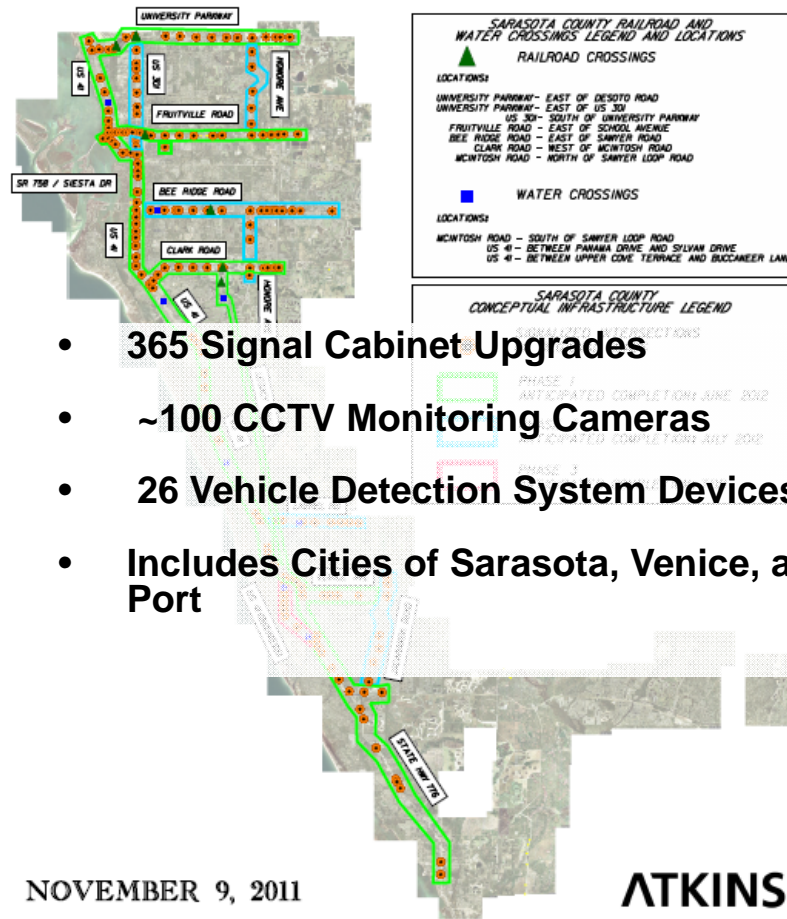 UNIVERSITY PARKWAY
US 41
US 301
HONORE AVE
FRUITVILLE ROAD
SR 758 / SIESTA DR
BEE RIDGE ROAD
US 41
CLARK ROAD
US 41
SARASOTA COUNTY RAILROAD AND
WATER CROSSINGS LEGEND AND LOCATIONS
RAILROAD CROSSINGS
LOCATIONS:
UNIVERSITY PARKWAY- EAST OF DESOTO ROAD
UNIVERSITY PARKWAY- EAST OF US 301
US 301- SOUTH OF UNIVERSITY PARKWAY
FRUITVILLE ROAD - EAST OF SCHOOL AVENUE
BEE RIDGE ROAD - EAST OF SAWYER ROAD
CLARK ROAD - WEST OF MCINTOSH ROAD
MCINTOSH ROAD - NORTH OF SAWYER LOOP ROAD
WATER CROSSINGS
LOCATIONS:
MCINTOSH ROAD - SOUTH OF SAWYER LOOP ROAD
US 41 - BETWEEN PANAMA DRIVE AND SYLVAN DRIVE
US 41 - BETWEEN UPPER COVE TERRACE AND BUCCANEER LAN
SARASOTA COUNTY
CONCEPTUAL INFRASTRUCTURE LEGEND
SIGNALIZED INTERSECTIONS
PHASE 1
ANTICIPATED COMPLETION: JUNE 2012
ANTICIPATED COMPLETION: JULY 2012
PHASE 3
• 365 Signal Cabinet Upgrades
• ~100 CCTV Monitoring Cameras
• 26 Vehicle Detection System Devices
• Includes Cities of Sarasota, Venice, a
Port
STATE HWY 776
NOVEMBER 9, 2011
ATKINS